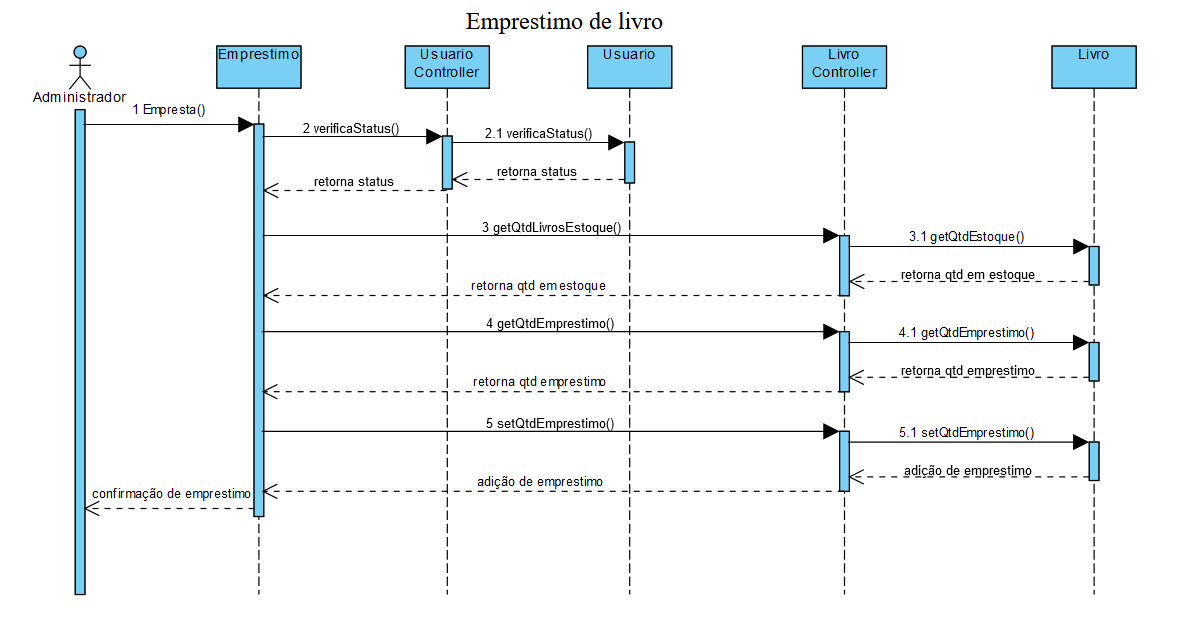 Emprestimo de livro
Administrador
Emprestimo
Usuario
Controller
Usuario
Livro
Controller
Livro
1 Empresta()
2 verificaStatus()
2.1 verificaStatus()
retorna status
retorna status
3 getQtdLivrosEstoque()
3.1 getQtdEstoque()
retorna qtd em estoque
retorna qtd em estoque
4 getQtdEmprestimo()
4.1 getQtdEmprestimo()
retorna qtd emprestimo
retorna qtd emprestimo
5 setQtdEmprestimo()
5.1 setQtdEmprestimo()
adição de emprestimo
adição de emprestimo
confirmação de emprestimo